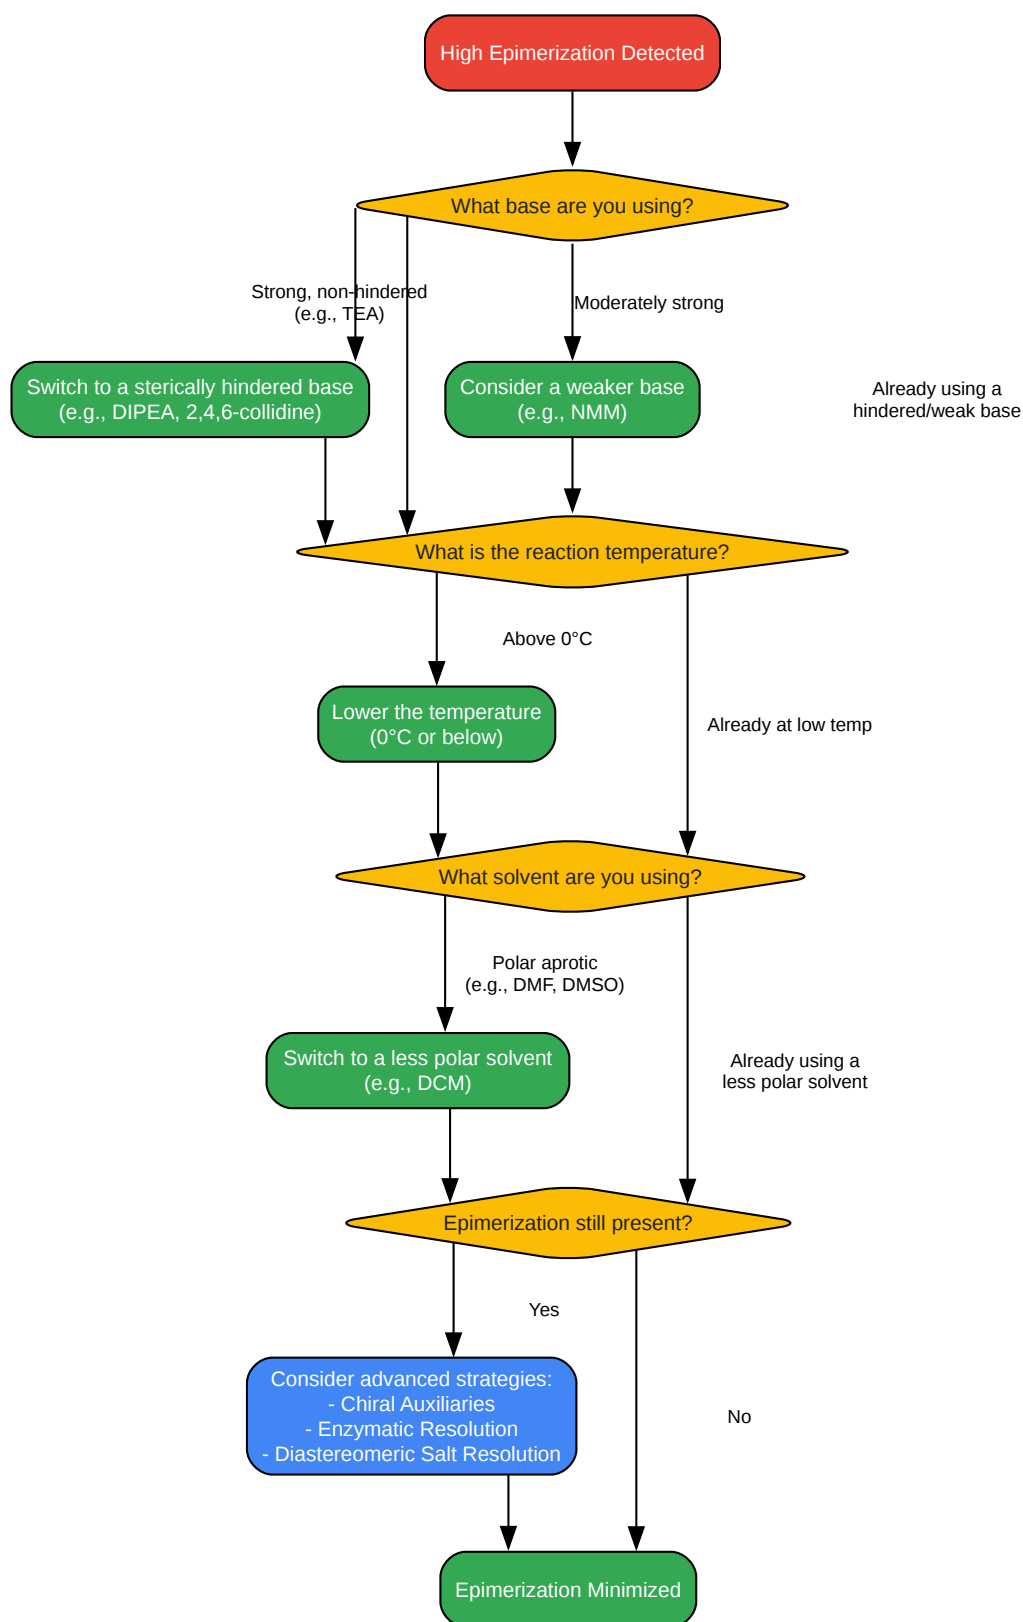 High Epimerization Detected
What base are you using?
Strong, non-hindered
(e.g., TEA)
Moderately strong
Switch to a sterically hindered base
(e.g., DIPEA, 2,4,6-collidine)
Consider a weaker base
(e.g., NMM)
Already using a
hindered/weak base
What is the reaction temperature?
Above 0°C
Lower the temperature
(0°C or below)
Already at low temp
What solvent are you using?
Polar aprotic
(e.g., DMF, DMSO)
Switch to a less polar solvent
(e.g., DCM)
Already using a
less polar solvent
Epimerization still present?
Yes
Consider advanced strategies:
- Chiral Auxiliaries
- Enzymatic Resolution
- Diastereomeric Salt Resolution
No
Epimerization Minimized